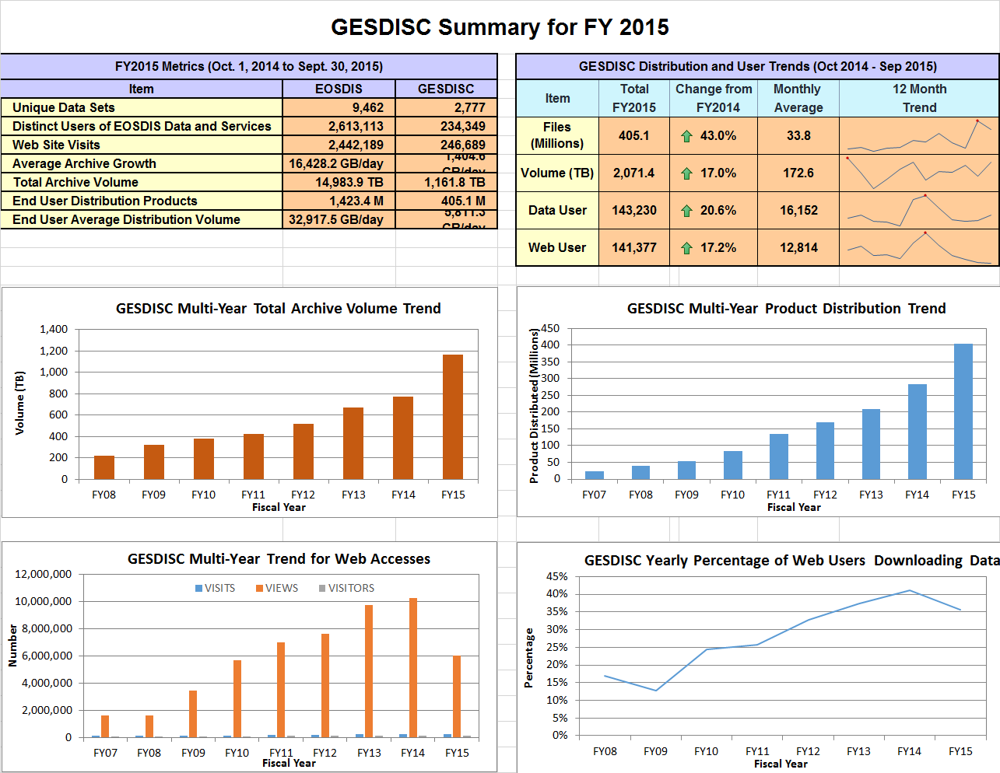 GESDISC Summary for FY 2015
FY2015 Metrics (Oct. 1, 2014 to Sept. 30, 2015)
Item EOSDIS GESDISC
Unique Data Sets 9,462 2,777
Distinct Users of EOSDIS Data and Services 2,613,113 234,349
Web Site Visits 2,442,189 246,689
Average Archive Growth 16,428.2 GB/day 1,404.6 GB/day
Total Archive Volume 14,983.9 TB 1,161.8 TB
End User Distribution Products 1,423.4 M 405.1 M
End User Average Distribution Volume 32,917.5 GB/day 5,811.3 GB/day
GESDISC Distribution and User Trends (Oct 2014 - Sep 2015)
Item Total FY2015 Change from FY2014 Monthly Average 12 Month Trend
Files (Millions) 405.1 43.0% 33.8
Volume (TB) 2,071.4 17.0% 172.6
Data User 143,230 20.6% 16,152
Web User 141,377 17.2% 12,814
GESDISC Multi-Year Total Archive Volume Trend
Volume (TB)
1,400
1,200
1,000
800
600
400
200
0
FY08 FY09 FY10 FY11 FY12 FY13 FY14 FY15
Fiscal Year
GESDISC Multi-Year Product Distribution Trend
Product Distributed (Millions)
450
400
350
300
250
200
150
100
50
0
FY07 FY08 FY09 FY10 FY11 FY12 FY13 FY14 FY15
Fiscal Year
GESDISC Multi-Year Trend for Web Accesses
VISITS VIEWS VISITORS
Number
12,000,000
10,000,000
8,000,000
6,000,000
4,000,000
2,000,000
0
FY07 FY08 FY09 FY10 FY11 FY12 FY13 FY14 FY15
Fiscal Year
GESDISC Yearly Percentage of Web Users Downloading Data
Percentage
45%
40%
35%
30%
25%
20%
15%
10%
5%
0%
FY08 FY09 FY10 FY11 FY12 FY13 FY14 FY15
Fiscal Year